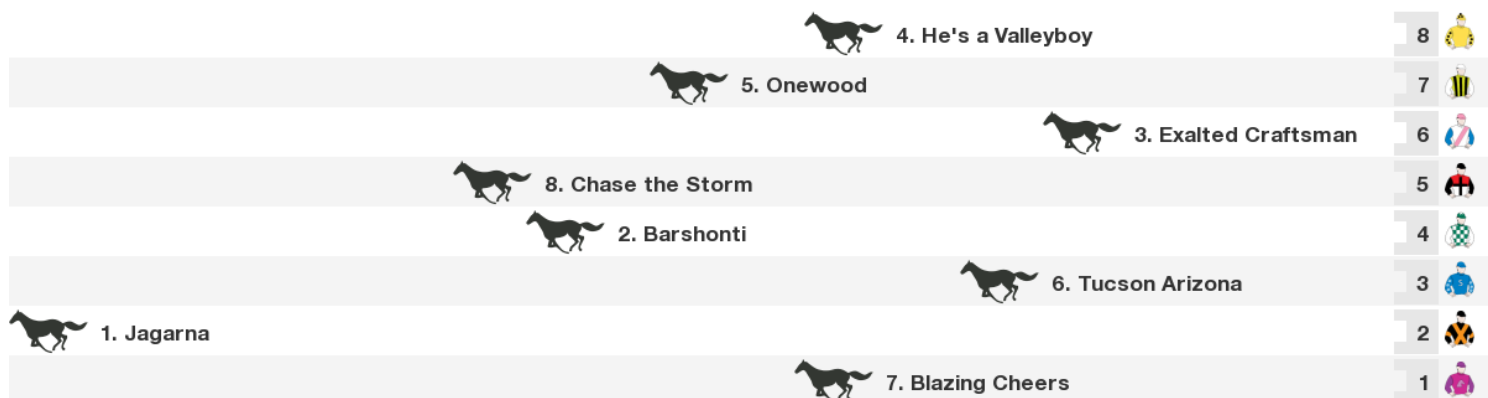 4. He's a Valleyboy 8
5. Onewood 7
3. Exalted Craftsman 6
8. Chase the Storm 5
2. Barshonti 4
6. Tucson Arizona 3
1. Jagarna 2
7. Blazing Cheers 1